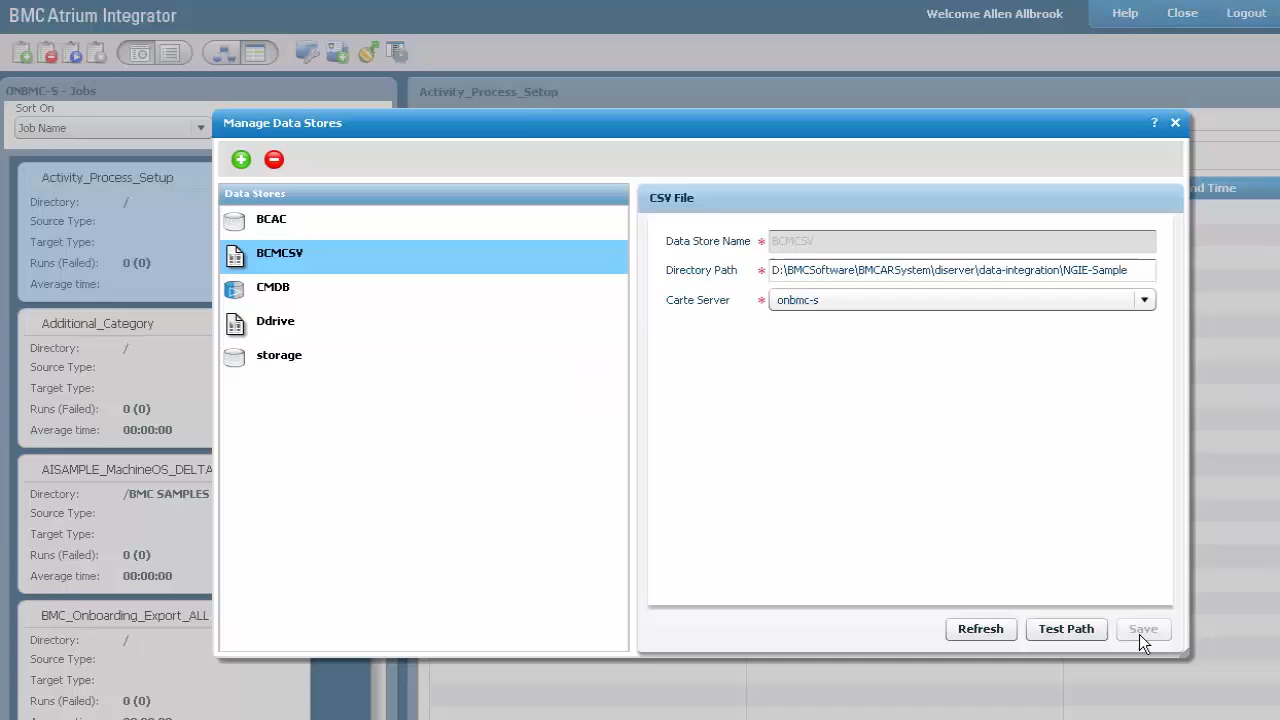 BMC Atrium Integrator
Welcome Allen Allbrook
Help
Close
Logout
ONBMC-S - Jobs
Sort On
Job Name
Activity_Process_Setup
Directory: /
Source Type:
Target Type:
Runs (Failed): 0 (0)
Average time:
Additional_Category
Directory: /
Source Type:
Target Type:
Runs (Failed): 0 (0)
Average time: 00:00:00
AISAMPLE_MachineOS_DELTA
Directory: /BMC SAMPLES
Source Type:
Target Type:
Runs (Failed): 0 (0)
Average time: 00:00:00
BMC_Onboarding_Export_ALL
Directory: /
Source Type:
Target Type:
Runs (Failed): 0 (0)
Activity_Process_Setup
nd Time
Manage Data Stores
?
Data Stores
BCAC
BCMCSV
CMDB
Ddrive
storage
CSV File
Data Store Name * BCMCSV
Directory Path * D:\BMCSoftware\BMCARSystem\diserver\data-integration\NGIE-Sample
Carte Server * onbmc-s
Refresh
Test Path
Save